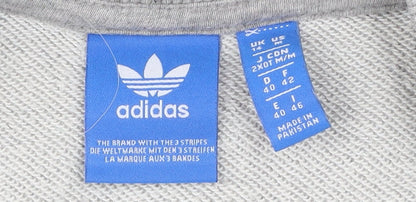 adidas
THE BRAND WITH THE 3 STRIPES
DIE WELTMARKE MIT DEN 3 STREIFEN
LA MARQUE AUX 3 BANDES
UK US
14 M
J CDN
2XOT M/M
D F
40 42
E I
40 46
MADE IN
PAKISTAN